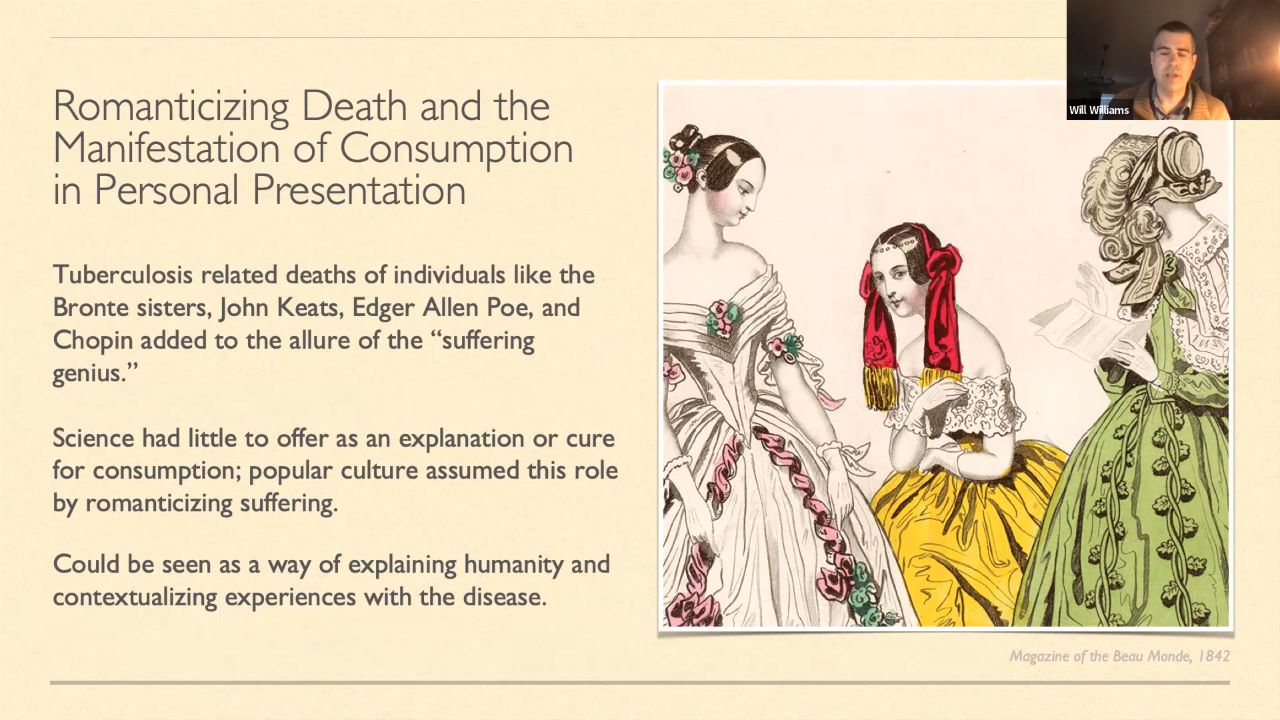 Will Williams
Romanticizing Death and the
Manifestation of Consumption
in Personal Presentation
Tuberculosis related deaths of individuals like the
Bronte sisters, John Keats, Edger Allen Poe, and
Chopin added to the allure of the “suffering
genius.”
Science had little to offer as an explanation or cure
for consumption; popular culture assumed this role
by romanticizing suffering.
Could be seen as a way of explaining humanity and
contextualizing experiences with the disease.
Magazine of the Beau Monde, 1842